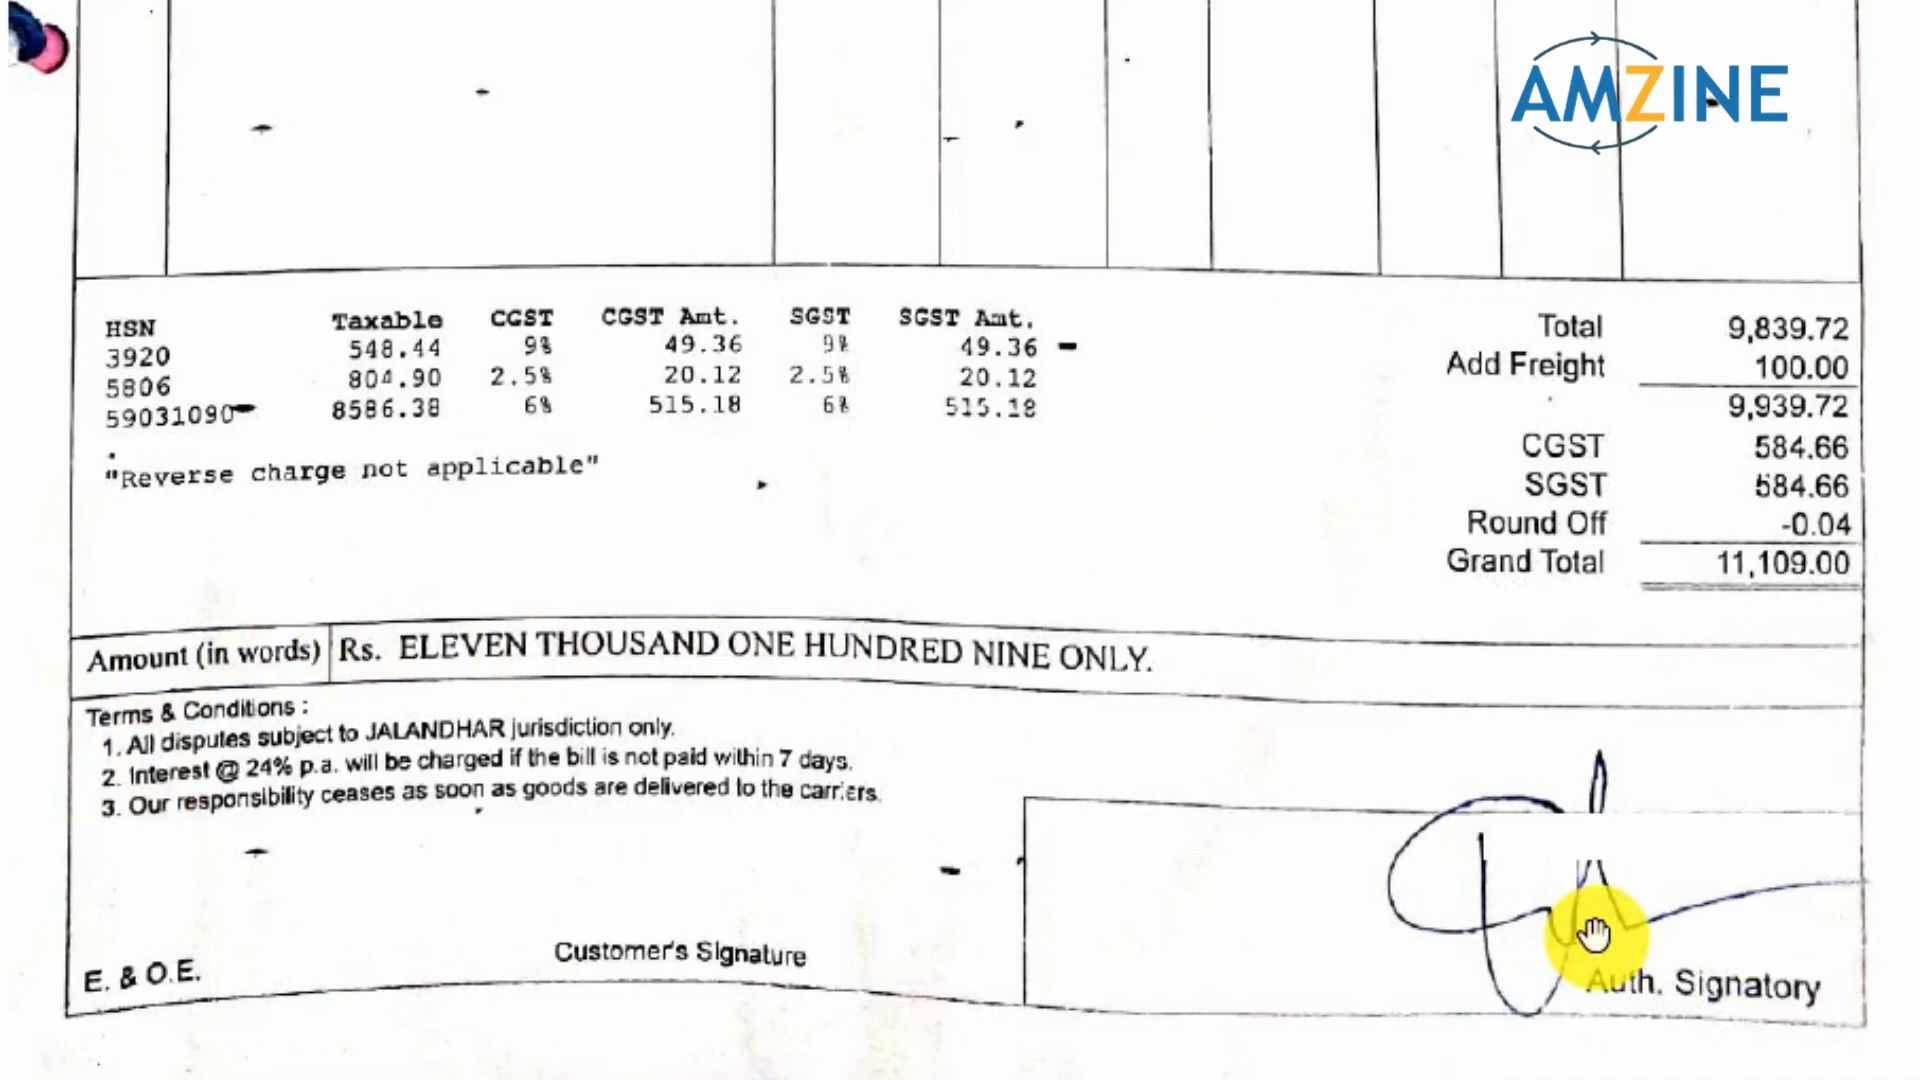 AMZINE
HSN Taxable CGST CGST Amt. SGST SGST Amt.
3920 548.44 9% 49.36 9% 49.36
5806 804.90 2.5% 20.12 2.5% 20.12
59031090 8586.38 6% 515.18 6% 515.18
"Reverse charge not applicable"
Total 9,839.72
Add Freight 100.00
9,939.72
CGST 584.66
SGST 584.66
Round Off -0.04
Grand Total 11,109.00
Amount (in words) Rs. ELEVEN THOUSAND ONE HUNDRED NINE ONLY.
Terms & Conditions :
1. All disputes subject to JALANDHAR jurisdiction only.
2. Interest @ 24% p.a. will be charged if the bill is not paid within 7 days.
3. Our responsibility ceases as soon as goods are delivered to the carriers.
E. & O.E.
Customer's Signature
Auth. Signatory